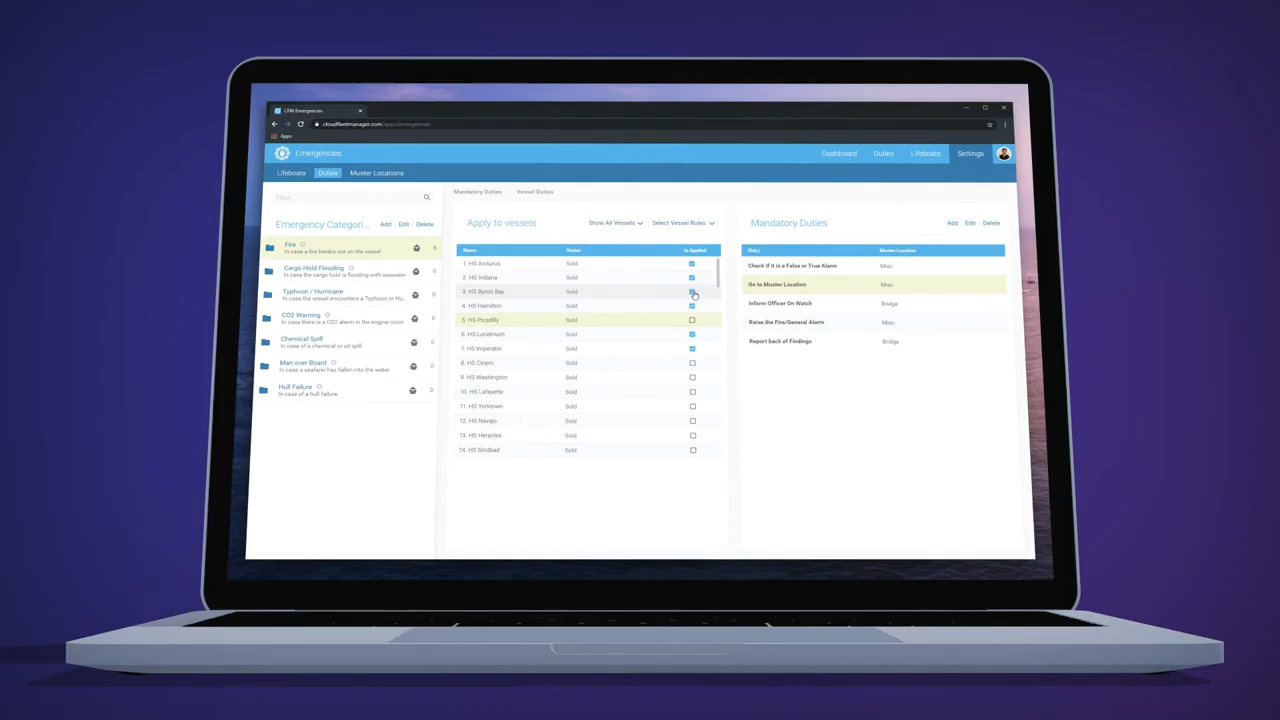 CFM Emergencies
cloudfleetmanager.com/apps/emergencies
Apps
Emergencies
Dashboard Duties Lifeboats Settings
Lifeboats Duties Muster Locations
Filter...
Mandatory Duties Vessel Duties
Emergency Categori... Add Edit Delete
Fire
In case a fire breaks out on the vessel
6
Cargo Hold Flooding
In case the cargo hold is flooding with seawater
0
Typhoon / Hurricane
In case the vessel encounters a Typhoon or Hu...
0
CO2 Warning
In case there is a CO2 alarm in the engine room
0
Chemical Spill
In case of a chemical or oil spill
0
Man over Board
In case a seafarer has fallen into the water
0
Hull Failure
In case of a hull failure
0
Apply to vessels Show All Vessels Select Vessel Rules
Name Status Is Applied
1. HS Arcturus Sold
2. HS Indiana Sold
3. HS Byron Bay Sold
4. HS Hamilton Sold
5. HS Picadilly Sold
6. HS Londinium Sold
7. HS Imperator Sold
8. HS Cicero Sold
9. HS Washington Sold
10. HS Lafayette Sold
11. HS Yorktown Sold
12. HS Navajo Sold
13. HS Heracles Sold
14. HS Sindbad Sold
Mandatory Duties Add Edit Delete
Duty Muster Location
Check if it is a False or True Alarm Misc.
Go to Muster Location Misc.
Inform Officer On Watch Bridge
Raise the Fire/General Alarm Misc.
Report back of Findings Bridge